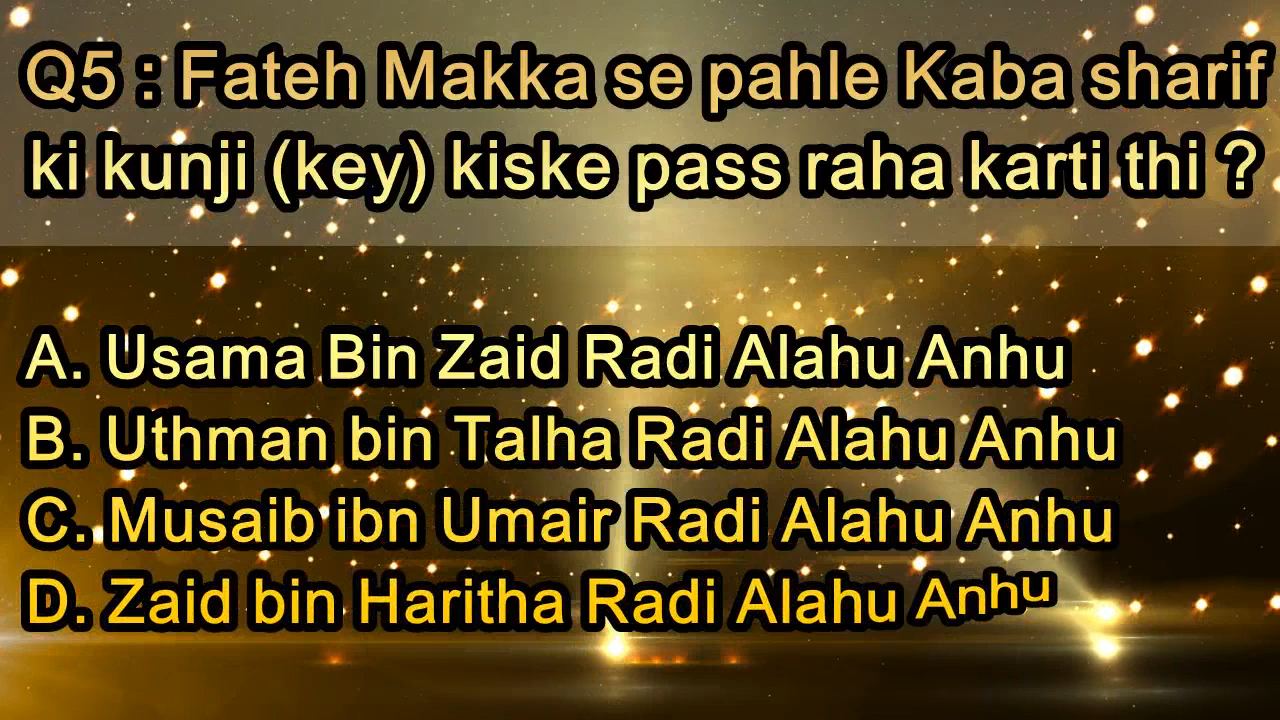 Q5 : Fateh Makka se pahle Kaba sharif
ki kunji (key) kiske pass raha karti thi ?
A. Usama Bin Zaid Radi Alahu Anhu
B. Uthman bin Talha Radi Alahu Anhu
C. Musaib ibn Umair Radi Alahu Anhu
D. Zaid bin Haritha Radi Alahu Anhu